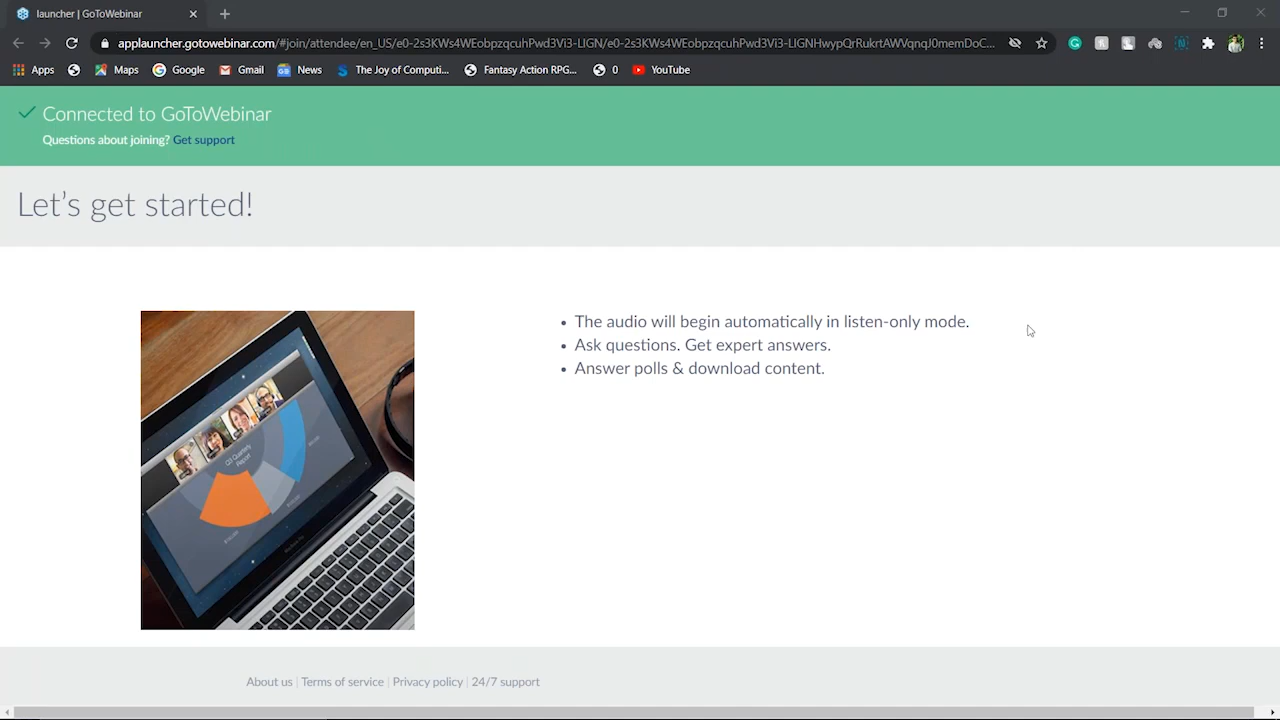 launcher | GoToWebinar
applauncher.gotowebinar.com/#join/attendee/en_US/e0-2s3KWs4WEobpzqcuhPwd3Vi3-LIGN/e0-2s3KWs4WEobpzqcuhPwd3Vi3-LIGNHwypQrRukrtAWVqnqJ0memDoC...
Apps Maps Google Gmail News The Joy of Computi... Fantasy Action RPG... 0 YouTube
Connected to GoToWebinar
Questions about joining? Get support
Let's get started!
The audio will begin automatically in listen-only mode.
Ask questions. Get expert answers.
Answer polls & download content.
Q3 Quarterly
Report
About us | Terms of service | Privacy policy | 24/7 support